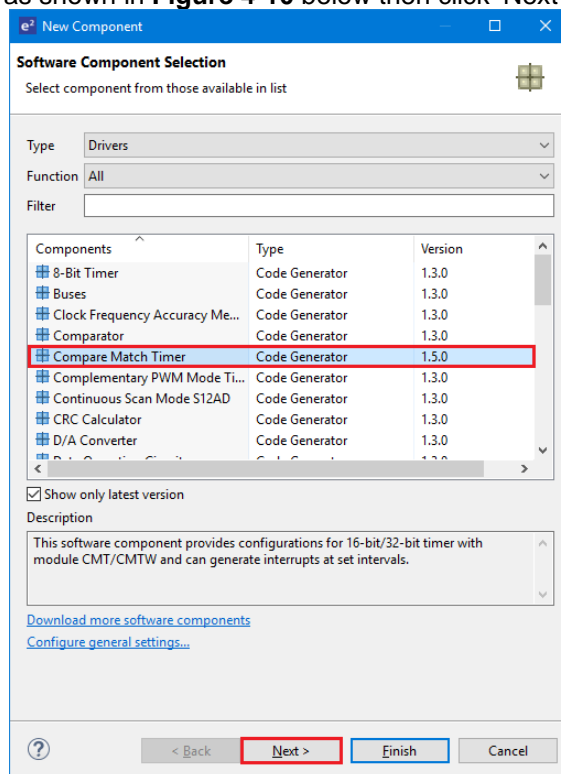 as shown in Figure 4-10 below then click 'Next
e² New Component
Software Component Selection
Select component from those available in list
Type Drivers
Function All
Filter
Components Type Version
8-Bit Timer Code Generator 1.3.0
Buses Code Generator 1.3.0
Clock Frequency Accuracy Me... Code Generator 1.3.0
Comparator Code Generator 1.3.0
Compare Match Timer Code Generator 1.5.0
Complementary PWM Mode Ti... Code Generator 1.3.0
Continuous Scan Mode S12AD Code Generator 1.3.0
CRC Calculator Code Generator 1.3.0
D/A Converter Code Generator 1.3.0
Show only latest version
Description
This software component provides configurations for 16-bit/32-bit timer with
module CMT/CMTW and can generate interrupts at set intervals.
Download more software components
Configure general settings...
? < Back Next > Finish Cancel